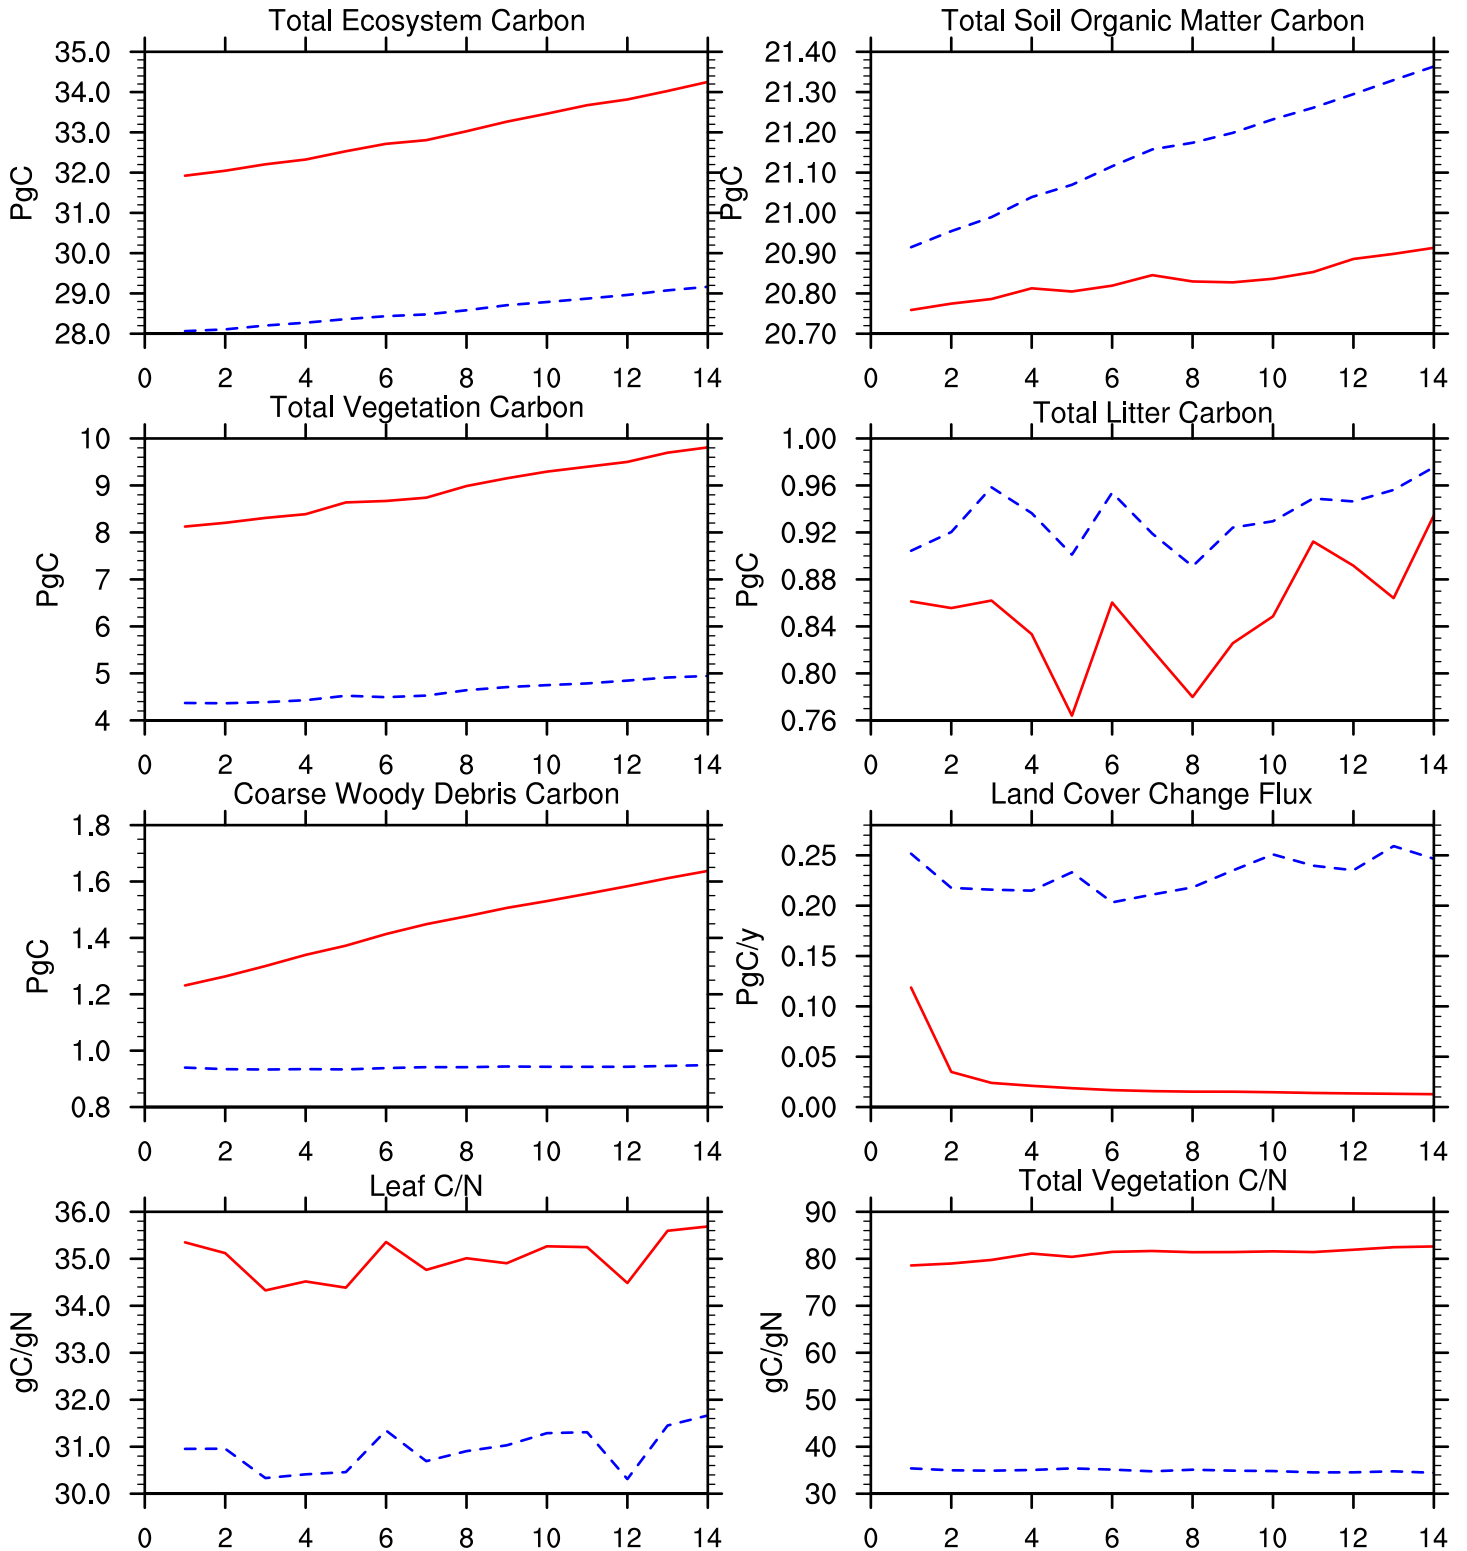 Total Ecosystem Carbon
35.0
34.0
33.0
32.0
31.0
30.0
29.0
28.0
PgC
0 2 4 6 8 10 12 14
Total Soil Organic Matter Carbon
21.40
21.30
21.20
21.10
21.00
20.90
20.80
20.70
PgC
0 2 4 6 8 10 12 14
Total Vegetation Carbon
10
9
8
7
6
5
4
PgC
0 2 4 6 8 10 12 14
Total Litter Carbon
1.00
0.96
0.92
0.88
0.84
0.80
0.76
PgC
0 2 4 6 8 10 12 14
Coarse Woody Debris Carbon
1.8
1.6
1.4
1.2
1.0
0.8
PgC
0 2 4 6 8 10 12 14
Land Cover Change Flux
0.25
0.20
0.15
0.10
0.05
0.00
PgC/y
0 2 4 6 8 10 12 14
Leaf C/N
36.0
35.0
34.0
33.0
32.0
31.0
30.0
gC/gN
0 2 4 6 8 10 12 14
Total Vegetation C/N
90
80
70
60
50
40
30
gC/gN
0 2 4 6 8 10 12 14